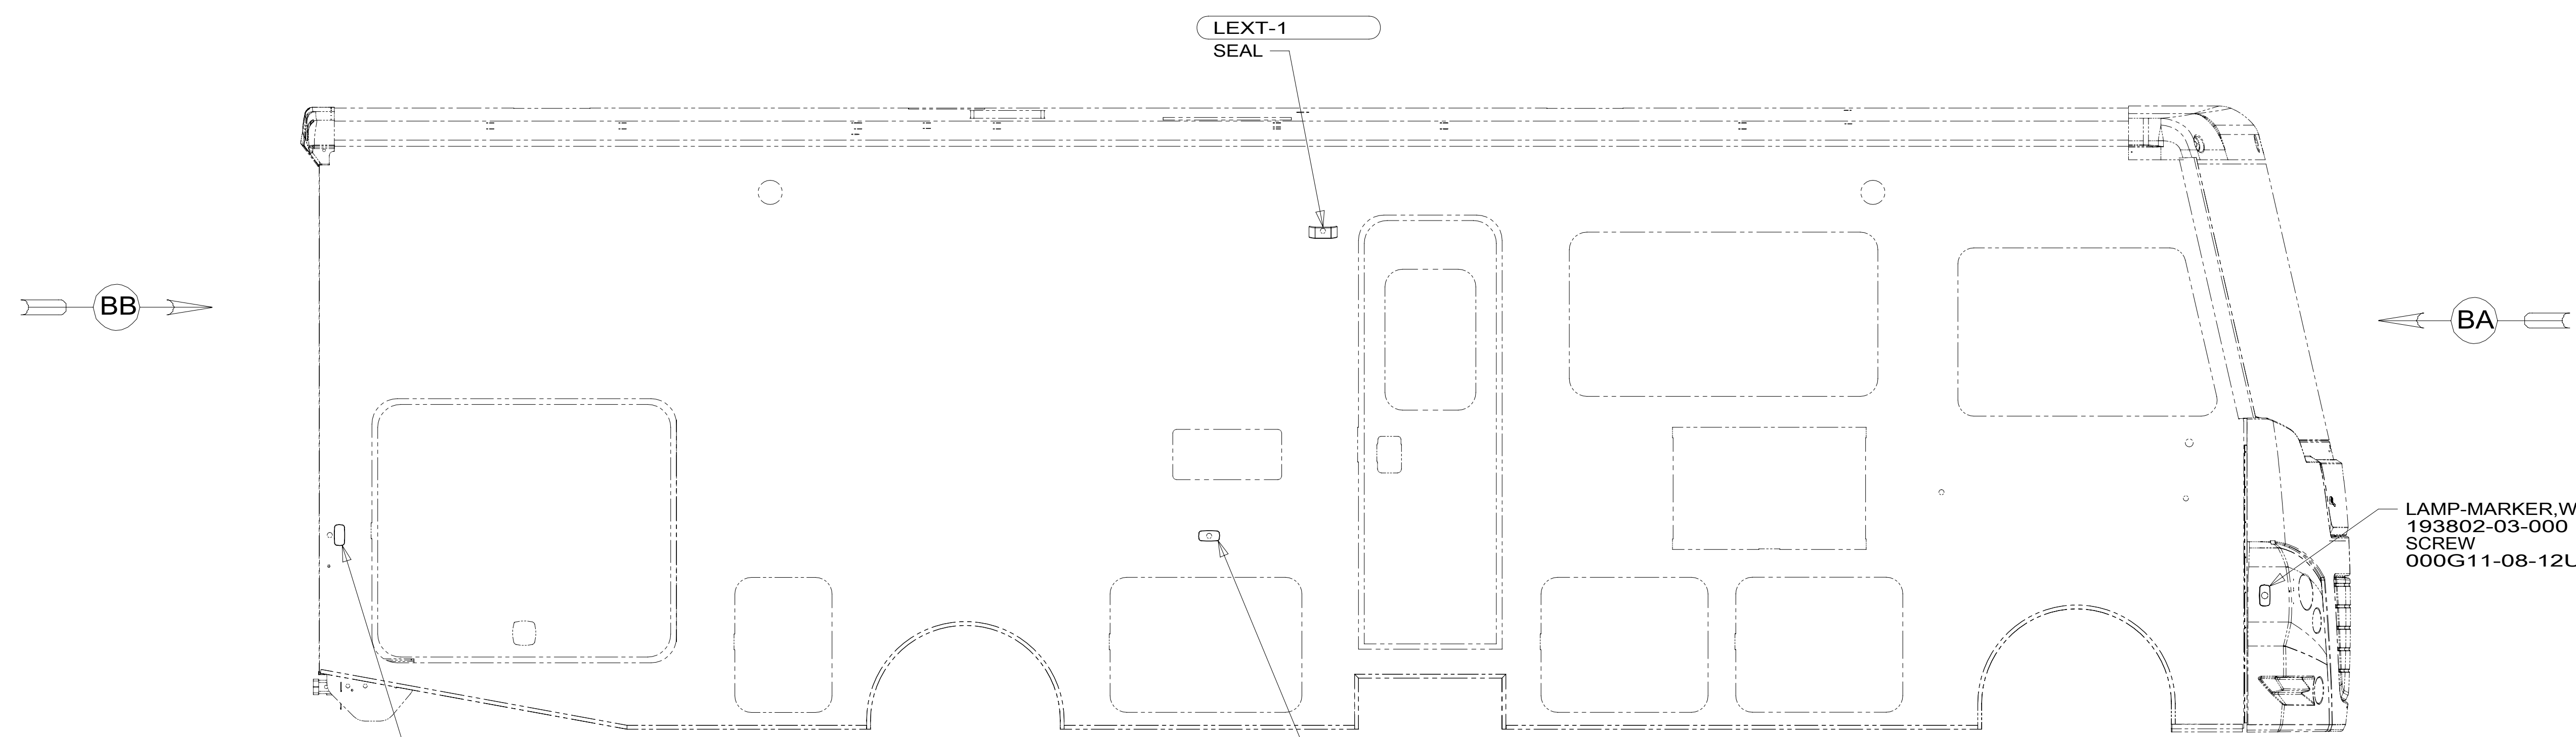 LEXT-1
SEAL
BB
BA
LAMP-MARKER,W
193802-03-000
SCREW
000G11-08-12U